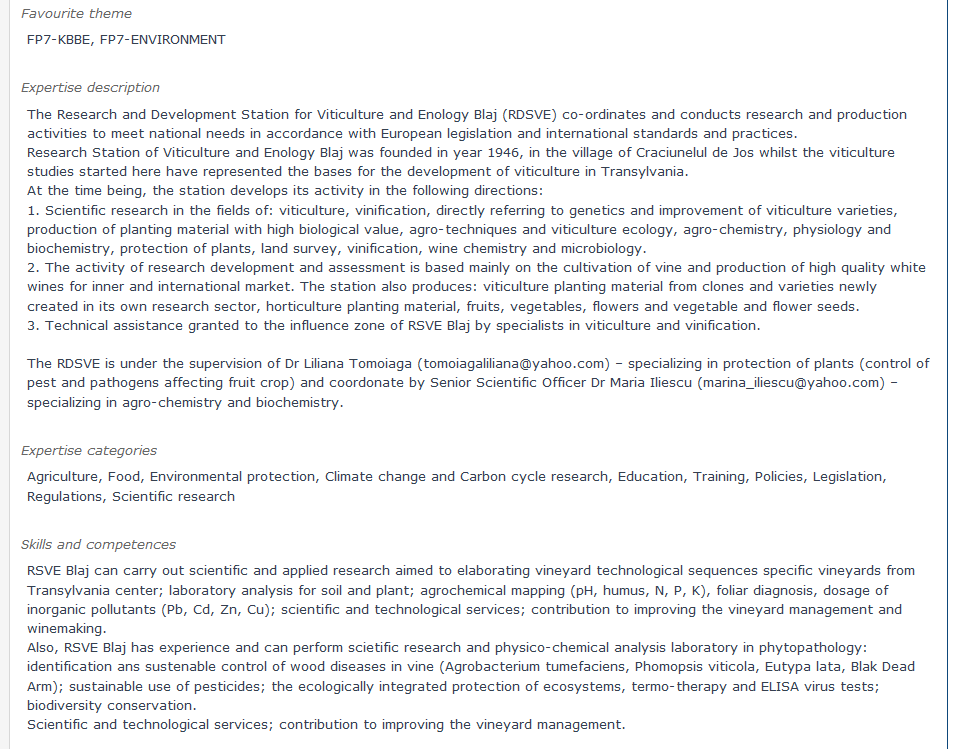 Favourite theme
FP7-KBBE, FP7-ENVIRONMENT
Expertise description
The Research and Development Station for Viticulture and Enology Blaj (RDSVE) co-ordinates and conducts research and production
activities to meet national needs in accordance with European legislation and international standards and practices.
Research Station of Viticulture and Enology Blaj was founded in year 1946, in the village of Craciunelul de Jos whilst the viticulture
studies started here have represented the bases for the development of viticulture in Transylvania.
At the time being, the station develops its activity in the following directions:
1. Scientific research in the fields of: viticulture, vinification, directly referring to genetics and improvement of viticulture varieties,
production of planting material with high biological value, agro-techniques and viticulture ecology, agro-chemistry, physiology and
biochemistry, protection of plants, land survey, vinification, wine chemistry and microbiology.
2. The activity of research development and assessment is based mainly on the cultivation of vine and production of high quality white
wines for inner and international market. The station also produces: viticulture planting material from clones and varieties newly
created in its own research sector, horticulture planting material, fruits, vegetables, flowers and vegetable and flower seeds.
3. Technical assistance granted to the influence zone of RSVE Blaj by specialists in viticulture and vinification.
The RDSVE is under the supervision of Dr Liliana Tomoiaga (tomoiagaliliana@yahoo.com) – specializing in protection of plants (control of
pest and pathogens affecting fruit crop) and coordonate by Senior Scientific Officer Dr Maria Iliescu (marina_iliescu@yahoo.com) –
specializing in agro-chemistry and biochemistry.
Expertise categories
Agriculture, Food, Environmental protection, Climate change and Carbon cycle research, Education, Training, Policies, Legislation,
Regulations, Scientific research
Skills and competences
RSVE Blaj can carry out scientific and applied research aimed to elaborating vineyard technological sequences specific vineyards from
Transylvania center; laboratory analysis for soil and plant; agrochemical mapping (pH, humus, N, P, K), foliar diagnosis, dosage of
inorganic pollutants (Pb, Cd, Zn, Cu); scientific and technological services; contribution to improving the vineyard management and
winemaking.
Also, RSVE Blaj has experience and can perform scietific research and physico-chemical analysis laboratory in phytopathology:
identification ans sustenable control of wood diseases in vine (Agrobacterium tumefaciens, Phomopsis viticola, Eutypa lata, Blak Dead
Arm); sustainable use of pesticides; the ecologically integrated protection of ecosystems, termo-therapy and ELISA virus tests;
biodiversity conservation.
Scientific and technological services; contribution to improving the vineyard management.